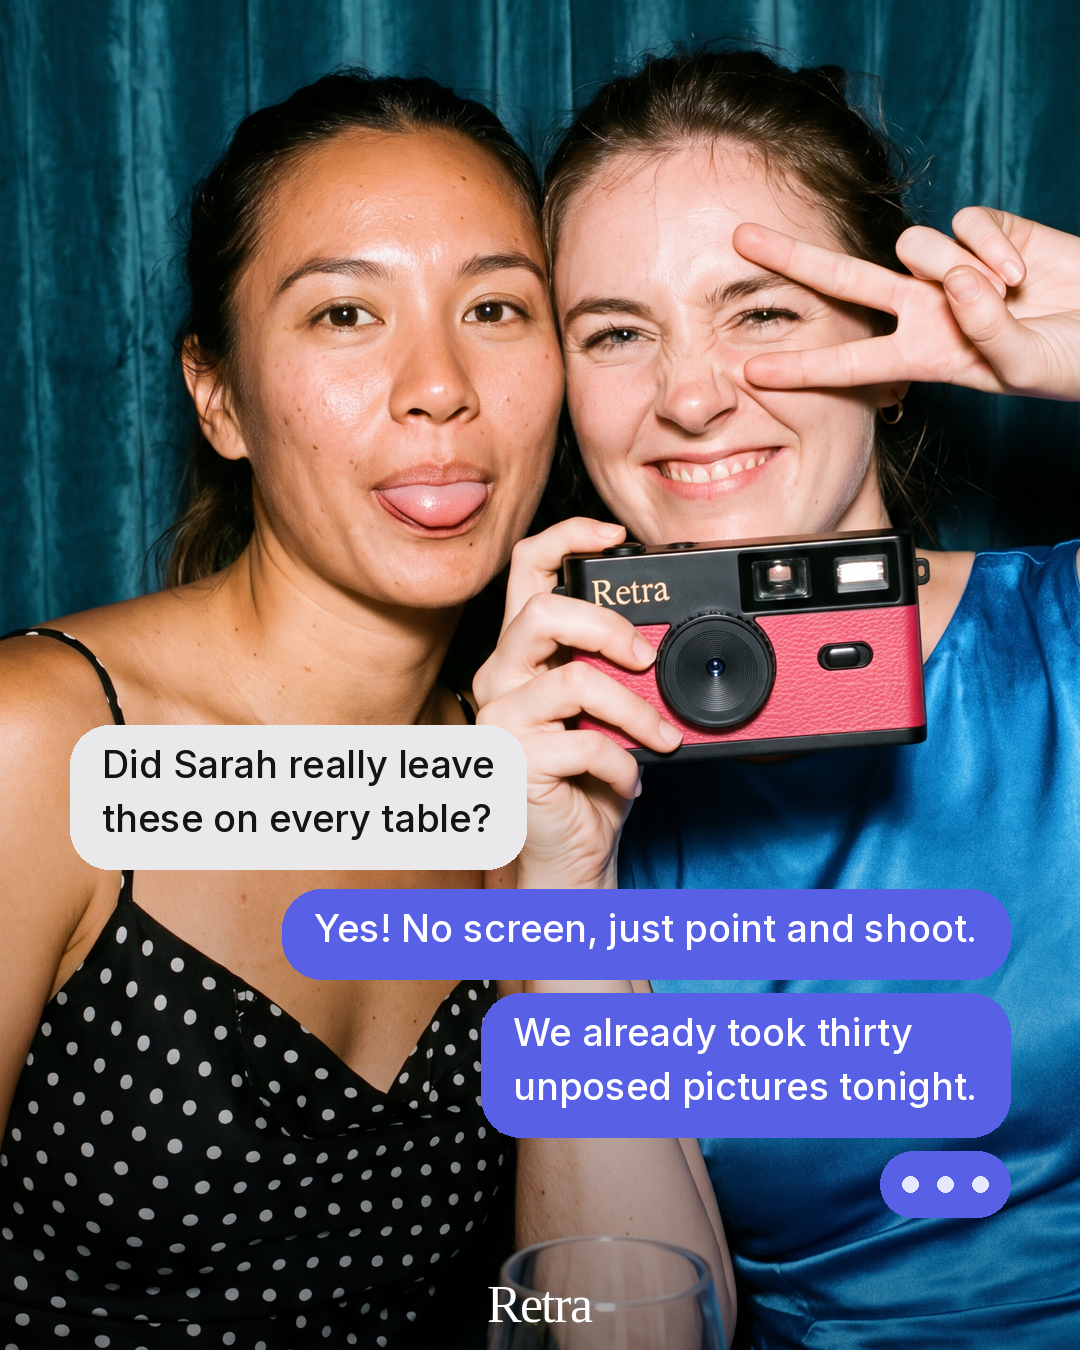 Retra
Did Sarah really leave
these on every table?
Yes! No screen, just point and shoot.
We already took thirty
unposed pictures tonight.
Retra